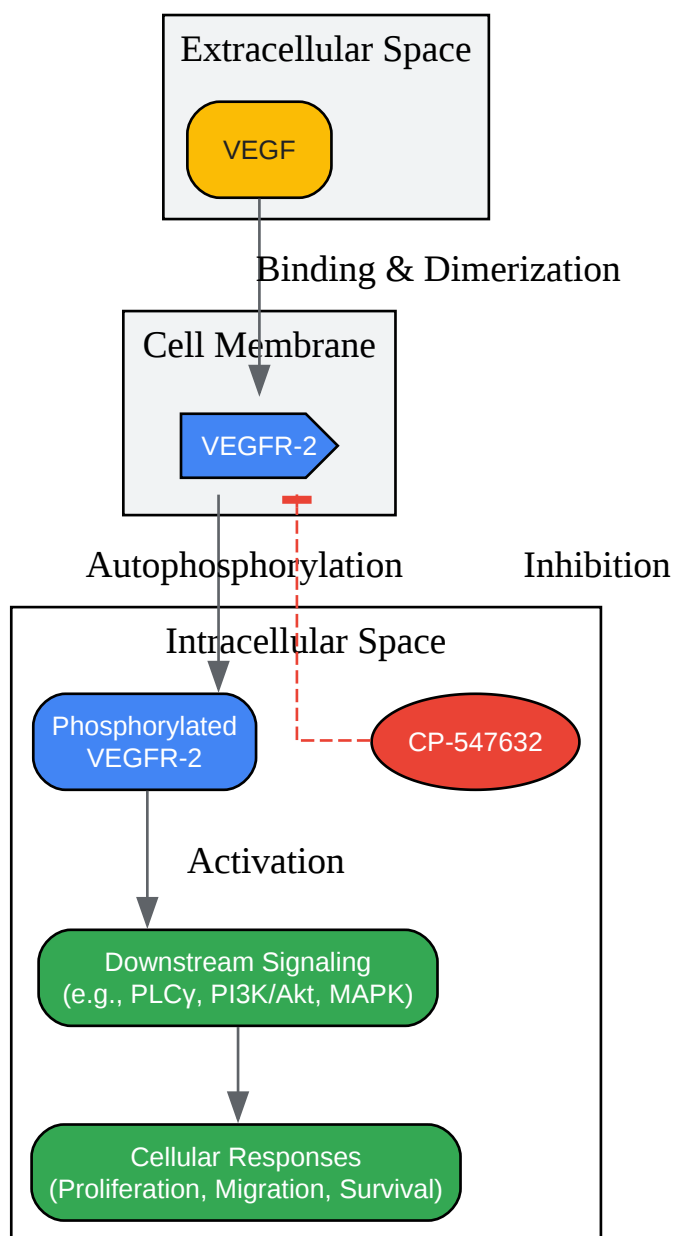 Extracellular Space
VEGF
Binding & Dimerization
Cell Membrane
VEGFR-2
Autophosphorylation
Inhibition
Intracellular Space
Phosphorylated
VEGFR-2
CP-547632
Activation
Downstream Signaling
(e.g., PLCγ, PI3K/Akt, MAPK)
Cellular Responses
(Proliferation, Migration, Survival)